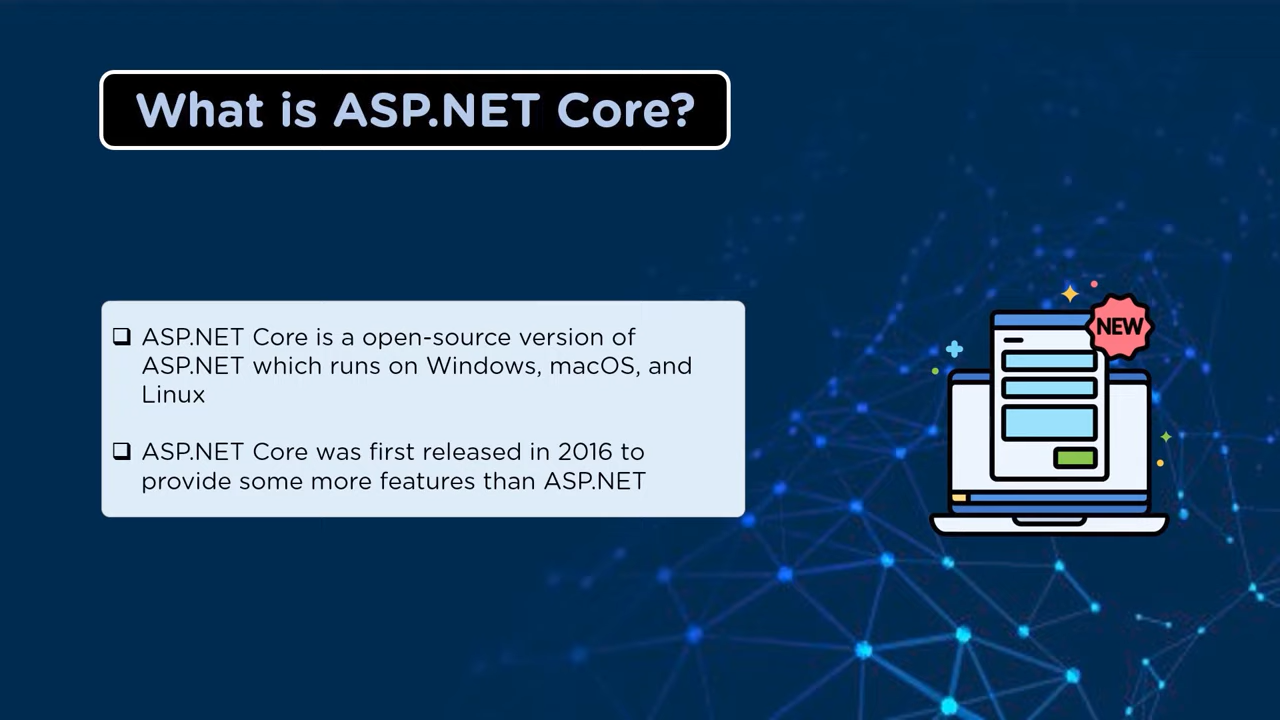 What is ASP.NET Core?
ASP.NET Core is a open-source version of
ASP.NET which runs on Windows, macOS, and
Linux
ASP.NET Core was first released in 2016 to
provide some more features than ASP.NET
NEW